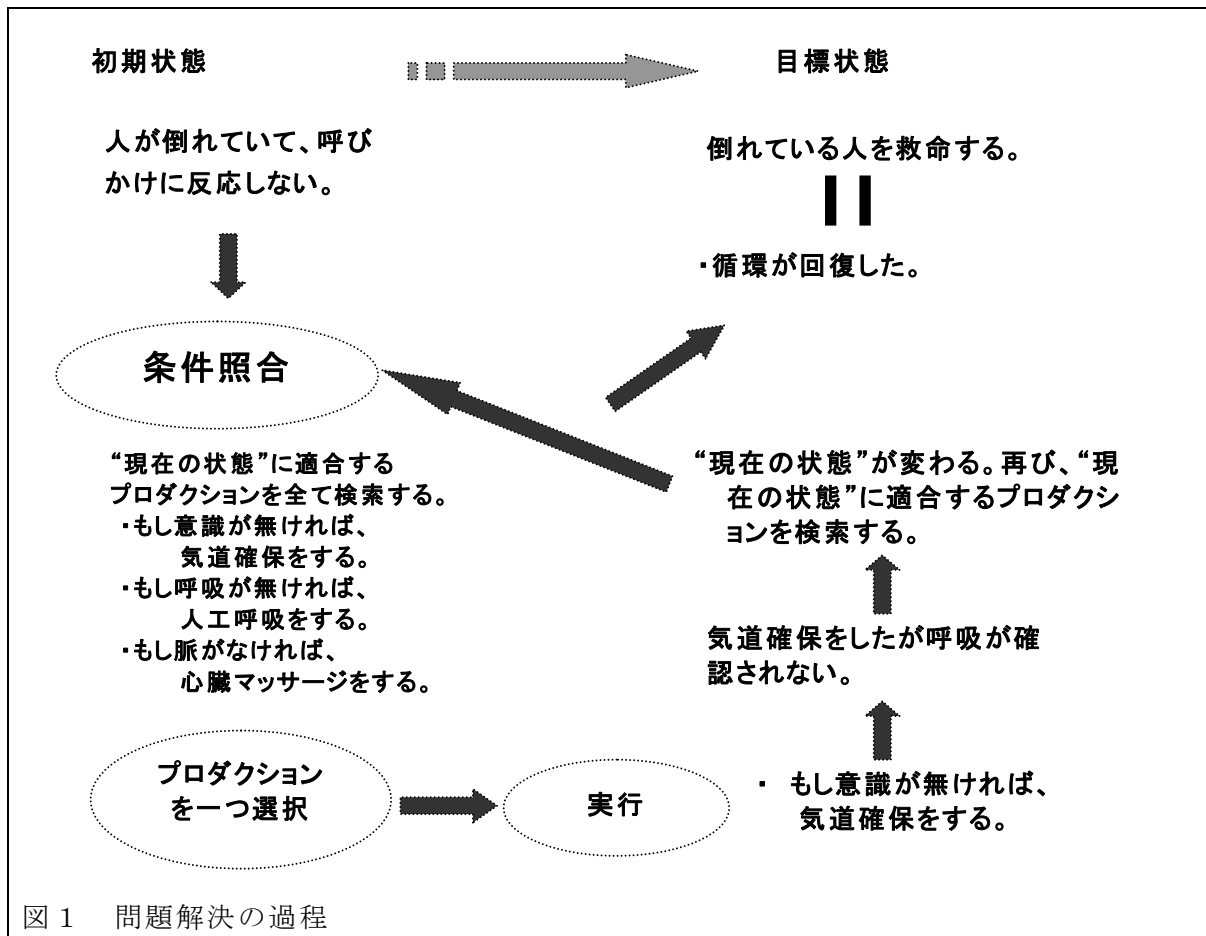 初期状態
目標状態
人が倒れていて、呼び
かけに反応しない。
倒れている人を救命する。
・循環が回復した。
条件照合
“現在の状態”に適合する
プロダクションを全て検索する。
・もし意識が無ければ、
気道確保をする。
・もし呼吸が無ければ、
人工呼吸をする。
・もし脈がなければ、
心臓マッサージをする。
“現在の状態”が変わる。再び、“現
在の状態”に適合するプロダクシ
ョンを検索する。
気道確保をしたが呼吸が確
認されない。
プロダクション
を一つ選択
実行
・ もし意識が無ければ、
気道確保をする。
図1 問題解決の過程